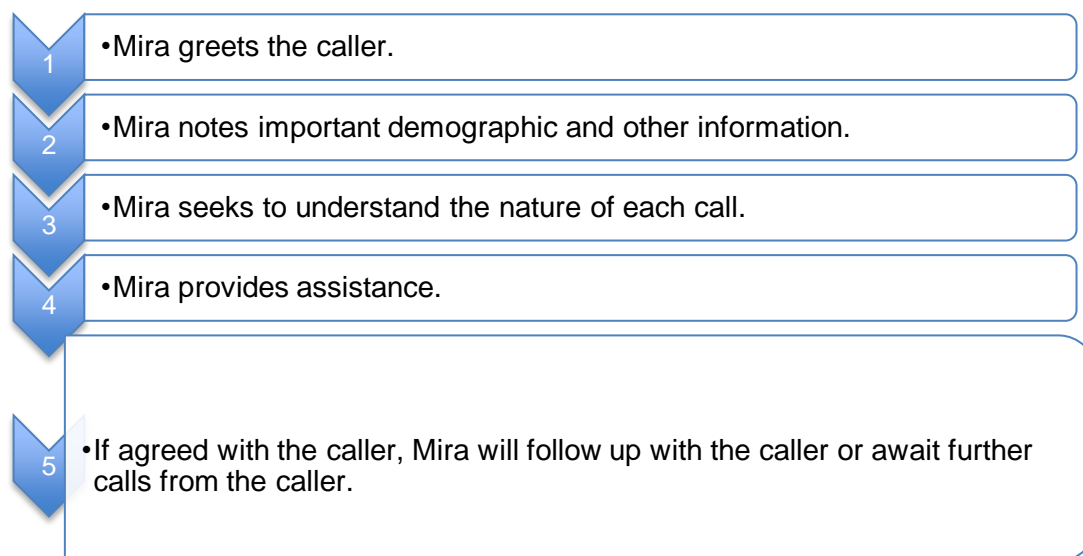 1
•Mira greets the caller.
2
•Mira notes important demographic and other information.
3
•Mira seeks to understand the nature of each call.
4
•Mira provides assistance.
5
•If agreed with the caller, Mira will follow up with the caller or await further
calls from the caller.